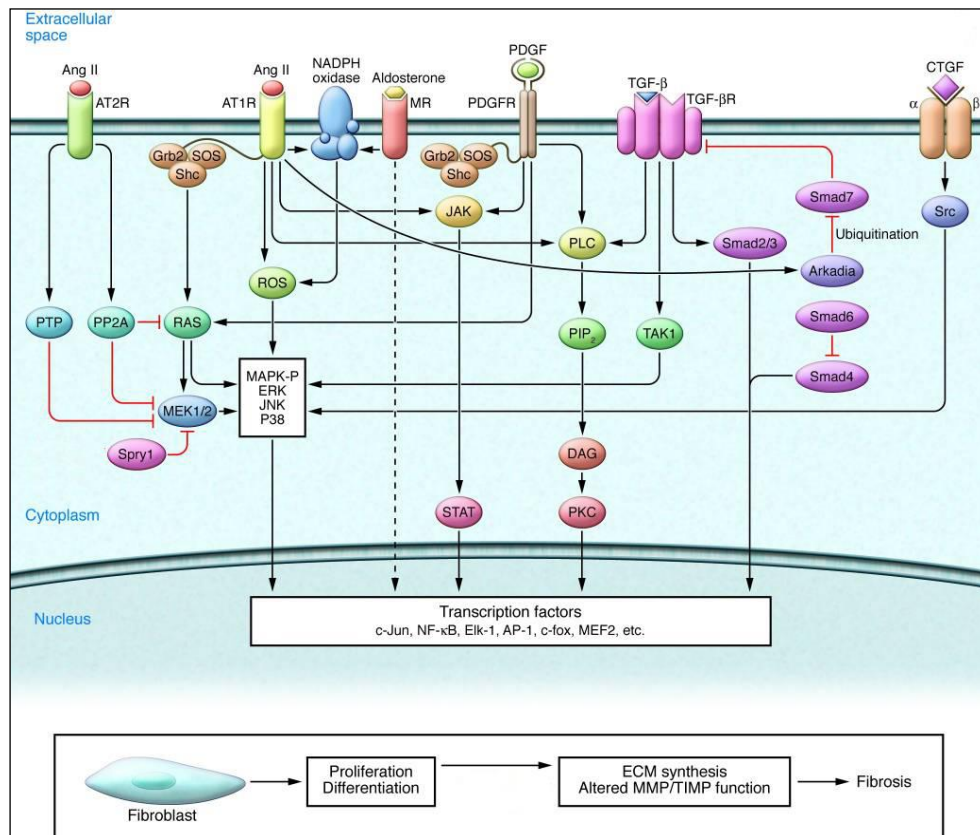 Extracellular
space
Ang II
AT2R
Ang II
AT1R
NADPH
oxidase
Aldosterone
MR
PDGF
PDGFR
TGF-β
TGF-βR
CTGF
α
β
Grb2
SOS
Shc
Grb2
SOS
Shc
JAK
PLC
Smad2/3
Smad7
Ubiquitination
Arkadia
Src
ROS
PTP
PP2A
RAS
PIP2
TAK1
Smad6
Smad4
MAPK-P
ERK
JNK
P38
MEK1/2
Spry1
DAG
STAT
PKC
Cytoplasm
Nucleus
Transcription factors
c-Jun, NF-κB, Elk-1, AP-1, c-fox, MEF2, etc.
Fibroblast
Proliferation
Differentiation
ECM synthesis
Altered MMP/TIMP function
Fibrosis